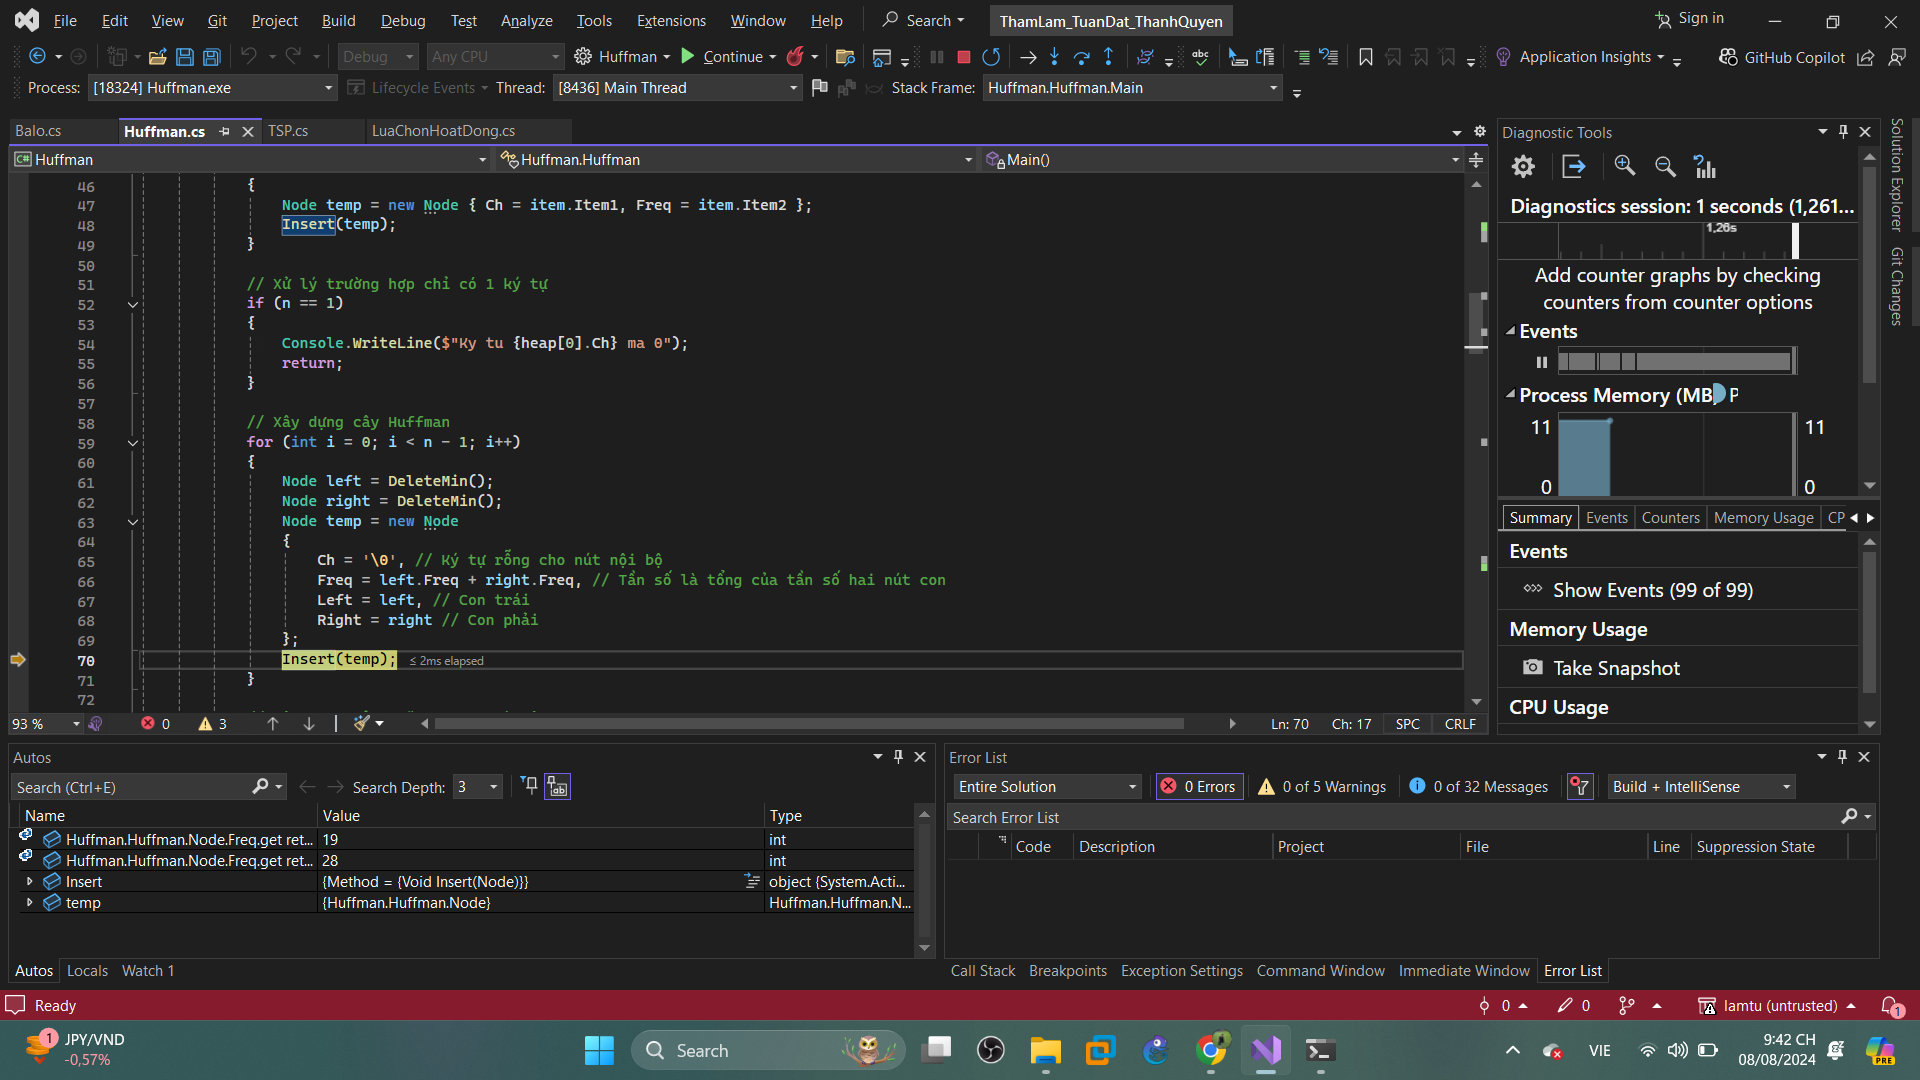 File Edit View Git Project Build Debug Test Analyze Tools Extensions Window Help Search ThamLam_TuanDat_ThanhQuyen Sign in
Debug Any CPU Huffman Continue Application Insights GitHub Copilot
Process: [18324] Huffman.exe Lifecycle Events Thread: [8436] Main Thread Stack Frame: Huffman.Huffman.Main
Balo.cs Huffman.cs TSP.cs LuaChonHoatDong.cs
Huffman Huffman.Huffman Main()
46 {
47 Node temp = new Node { Ch = item.Item1, Freq = item.Item2 };
48 Insert(temp);
49 }
50
51 // Xử lý trường hợp chỉ có 1 ký tự
52 if (n == 1)
53 {
54 Console.WriteLine($"Ky tu {heap[0].Ch} ma 0");
55 return;
56 }
57
58 // Xây dựng cây Huffman
59 for (int i = 0; i < n - 1; i++)
60 {
61 Node left = DeleteMin();
62 Node right = DeleteMin();
63 Node temp = new Node
64 {
65 Ch = '\0', // Ký tự rỗng cho nút nội bộ
66 Freq = left.Freq + right.Freq, // Tần số là tổng của tần số hai nút con
67 Left = left, // Con trái
68 Right = right // Con phải
69 };
70 Insert(temp); ≤ 2ms elapsed
71 }
72
93 % 0 3 Ln: 70 Ch: 17 SPC CRLF
Diagnostic Tools
Diagnostics session: 1 seconds (1,261...
1,26s
Add counter graphs by checking
counters from counter options
Events
Process Memory (MB) P
11 11
0 0
Summary Events Counters Memory Usage CP
Events
Show Events (99 of 99)
Memory Usage
Take Snapshot
CPU Usage
Solution Explorer
Git Changes
Autos
Search (Ctrl+E) Search Depth: 3
Name Value Type
Huffman.Huffman.Node.Freq.get ret... 19 int
Huffman.Huffman.Node.Freq.get ret... 28 int
Insert {Method = {Void Insert(Node)}} object {System.Acti...
temp {Huffman.Huffman.Node} Huffman.Huffman.N...
Autos Locals Watch 1
Error List
Entire Solution 0 Errors 0 of 5 Warnings 0 of 32 Messages Build + IntelliSense
Search Error List
Code Description Project File Line Suppression State
Call Stack Breakpoints Exception Settings Command Window Immediate Window Error List
Ready 0 0 lamtu (untrusted) 1
1 JPY/VND
-0,57%
Search
VIE
9:42 CH
08/08/2024
PRE